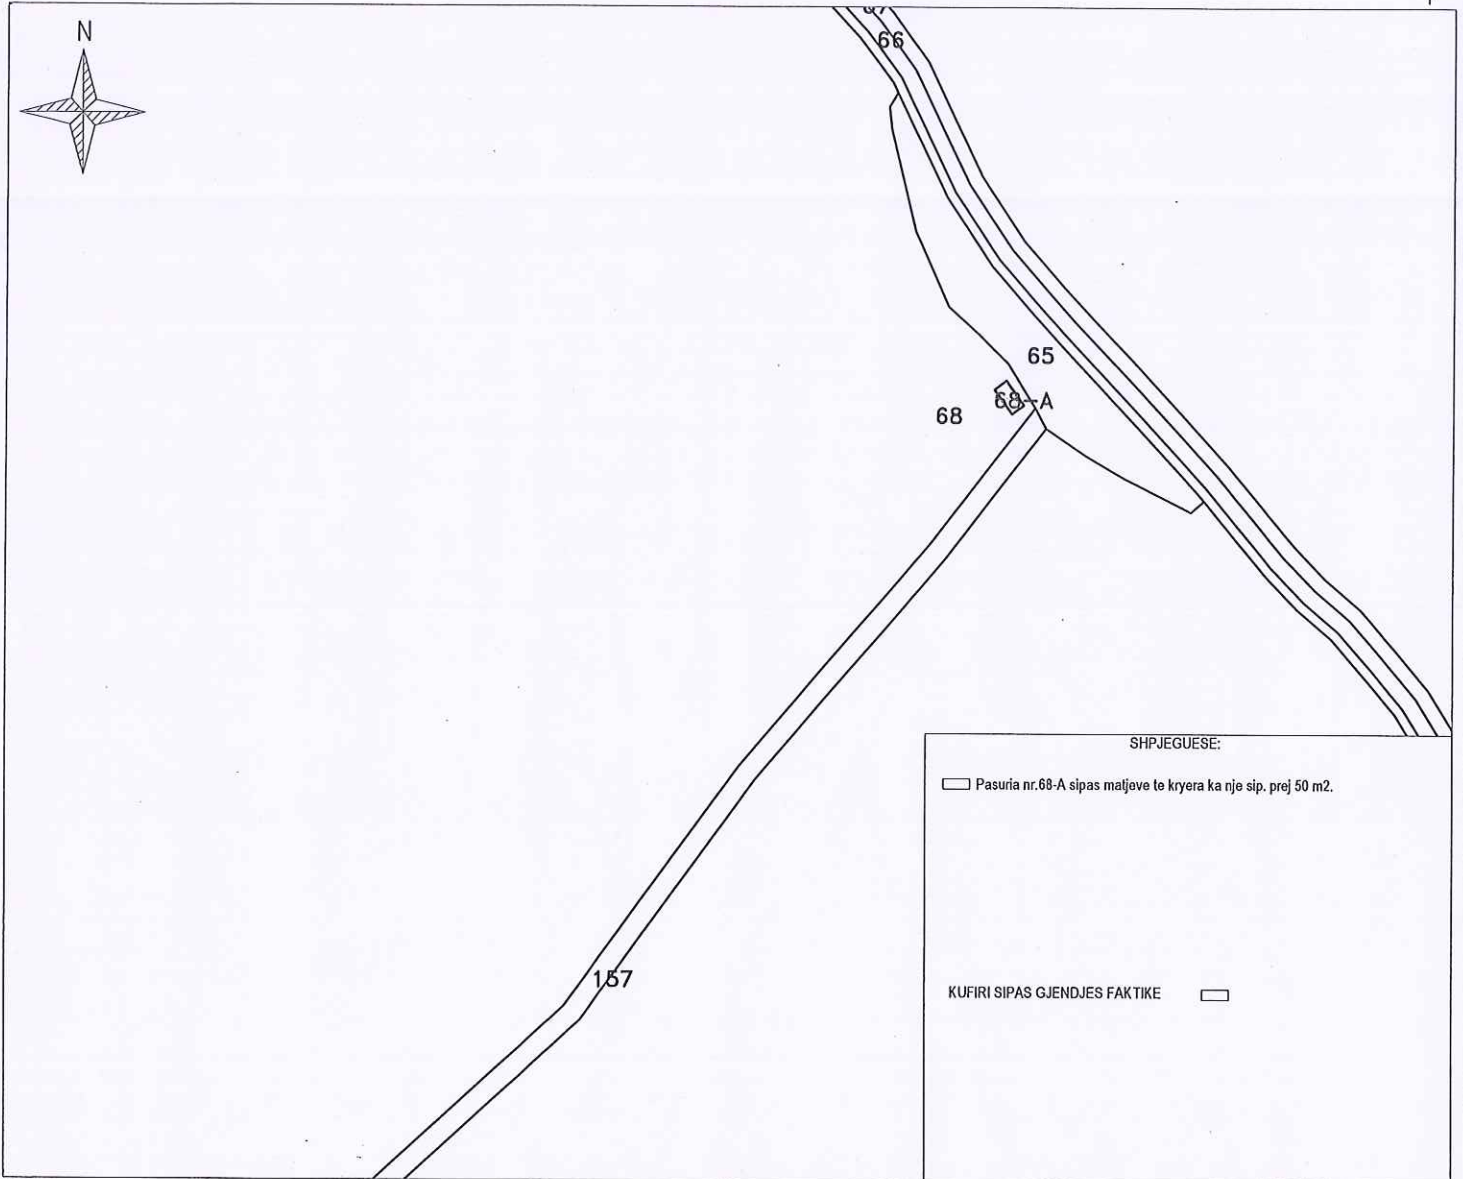 N
66
65
68-A
68
SHPJEGUESE:
Pasuria nr.68-A sipas matjeve te kryera ka nje sip. prej 50 m2.
157
KUFIRI SIPAS GJENDJES FAKTIKE